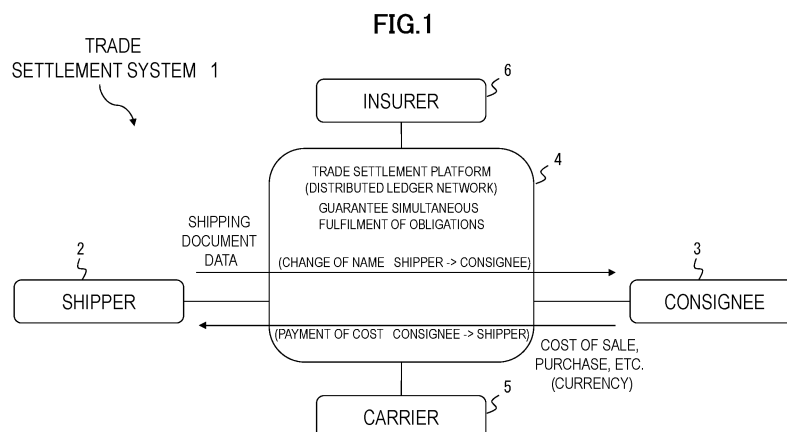 FIG.1
TRADE
SETTLEMENT SYSTEM 1
6
INSURER
4
TRADE SETTLEMENT PLATFORM
(DISTRIBUTED LEDGER NETWORK)
GUARANTEE SIMULTANEOUS
FULFILMENT OF OBLIGATIONS
SHIPPING
DOCUMENT
DATA
2
3
(CHANGE OF NAME SHIPPER -> CONSIGNEE)
SHIPPER
CONSIGNEE
(PAYMENT OF COST CONSIGNEE -> SHIPPER)
COST OF SALE,
PURCHASE, ETC.
(CURRENCY)
5
CARRIER